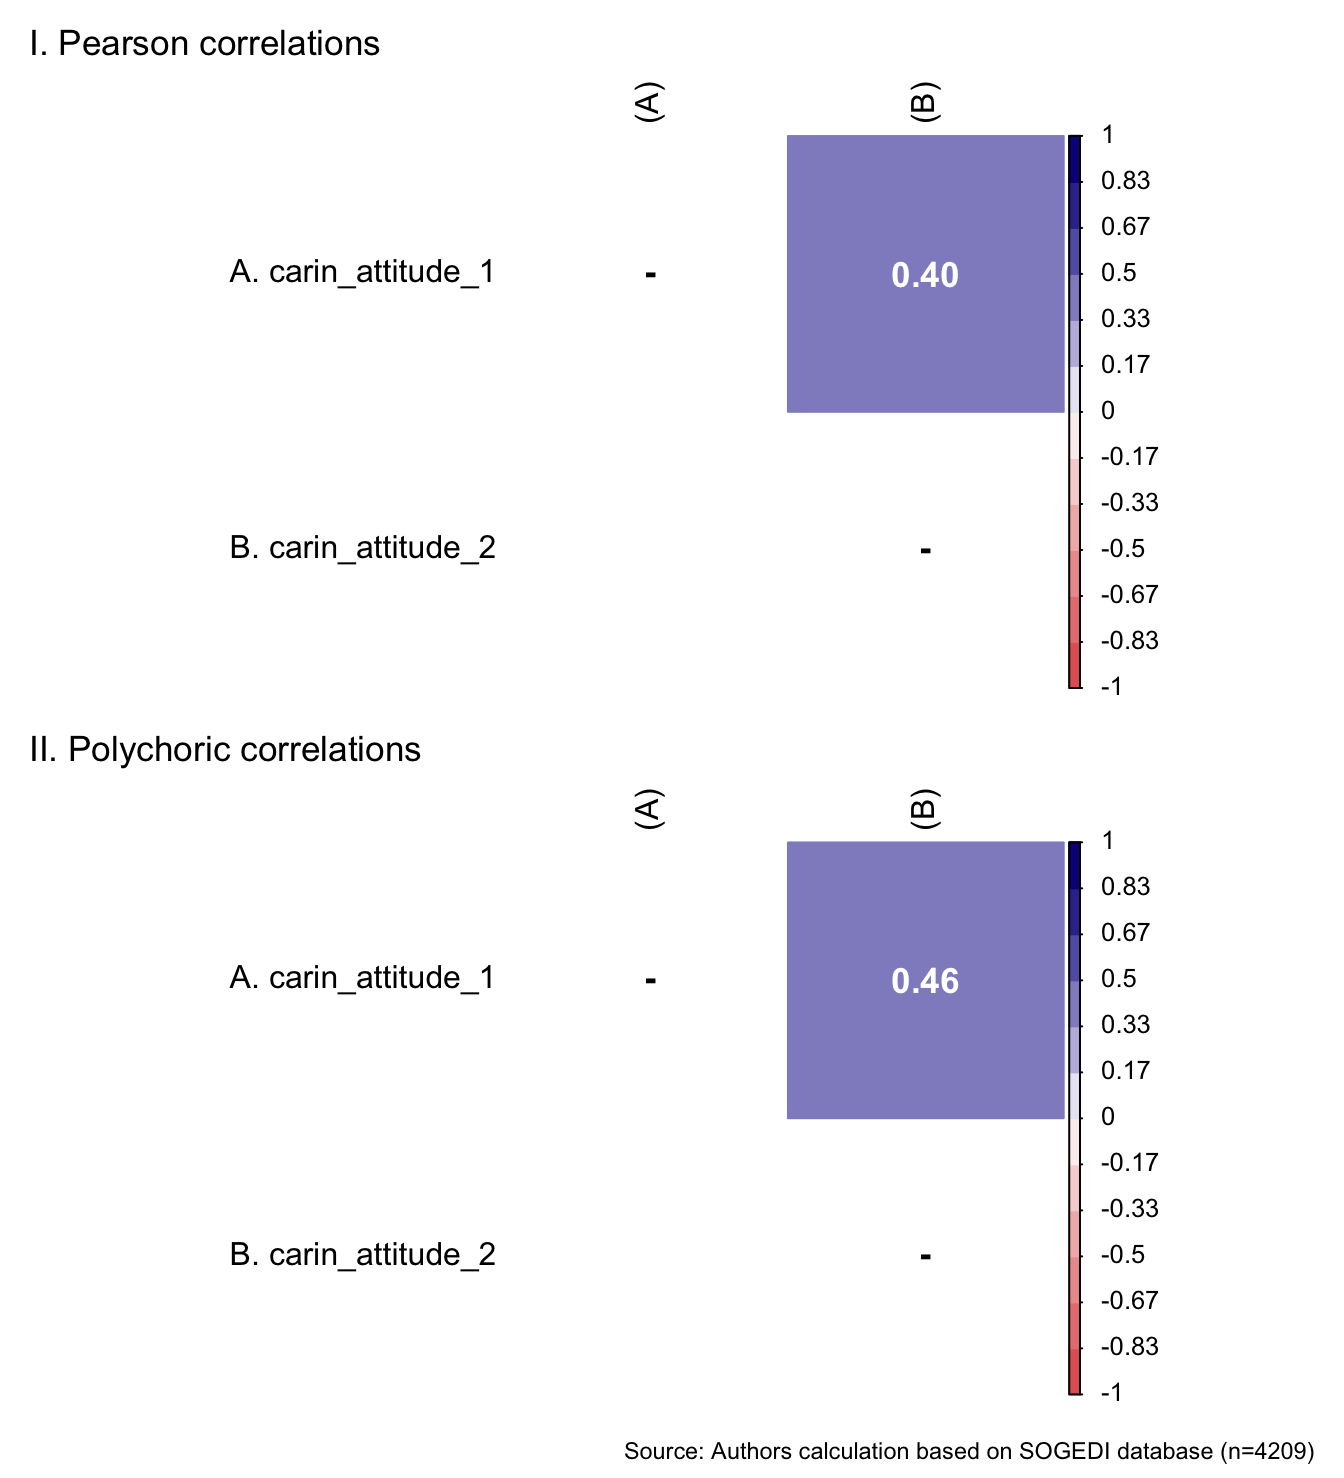 I. Pearson correlations
(A)
(B)
A. carin_attitude_1
-
0.40
B. carin_attitude_2
-
1
0.83
0.67
0.5
0.33
0.17
0
-0.17
-0.33
-0.5
-0.67
-0.83
-1
II. Polychoric correlations
(A)
(B)
A. carin_attitude_1
-
0.46
B. carin_attitude_2
-
1
0.83
0.67
0.5
0.33
0.17
0
-0.17
-0.33
-0.5
-0.67
-0.83
-1
Source: Authors calculation based on SOGEDI database (n=4209)